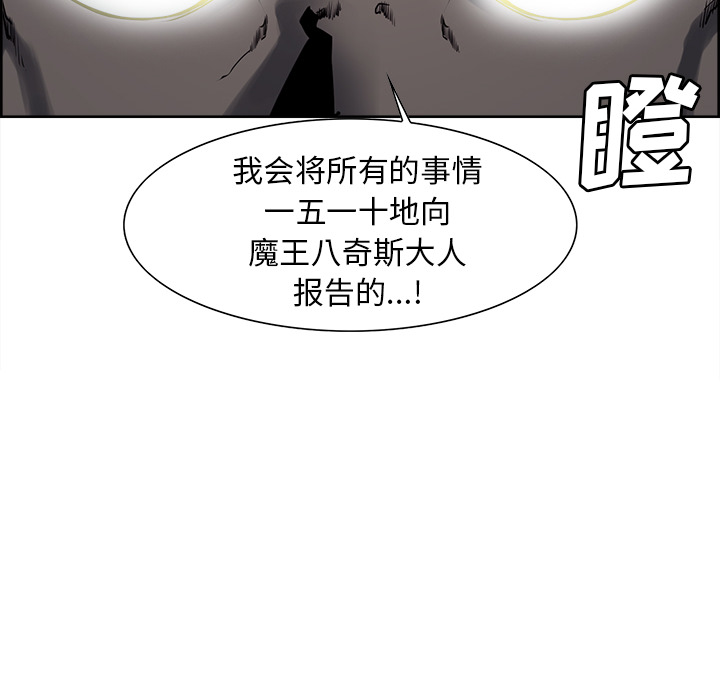 瞪
我会将所有的事情
一五一十地向
魔王八奇斯大人
报告的...!